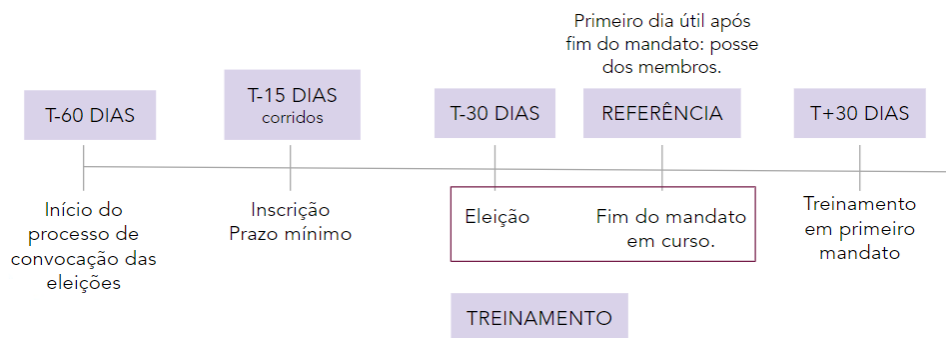 Primeiro dia útil após
fim do mandato: posse
dos membros.
T-60 DIAS
T-15 DIAS
corridos
T-30 DIAS
REFERÊNCIA
T+30 DIAS
Início do
processo de
convocação das
eleições
Inscrição
Prazo mínimo
Eleição
Fim do mandato
em curso.
Treinamento
em primeiro
mandato
TREINAMENTO